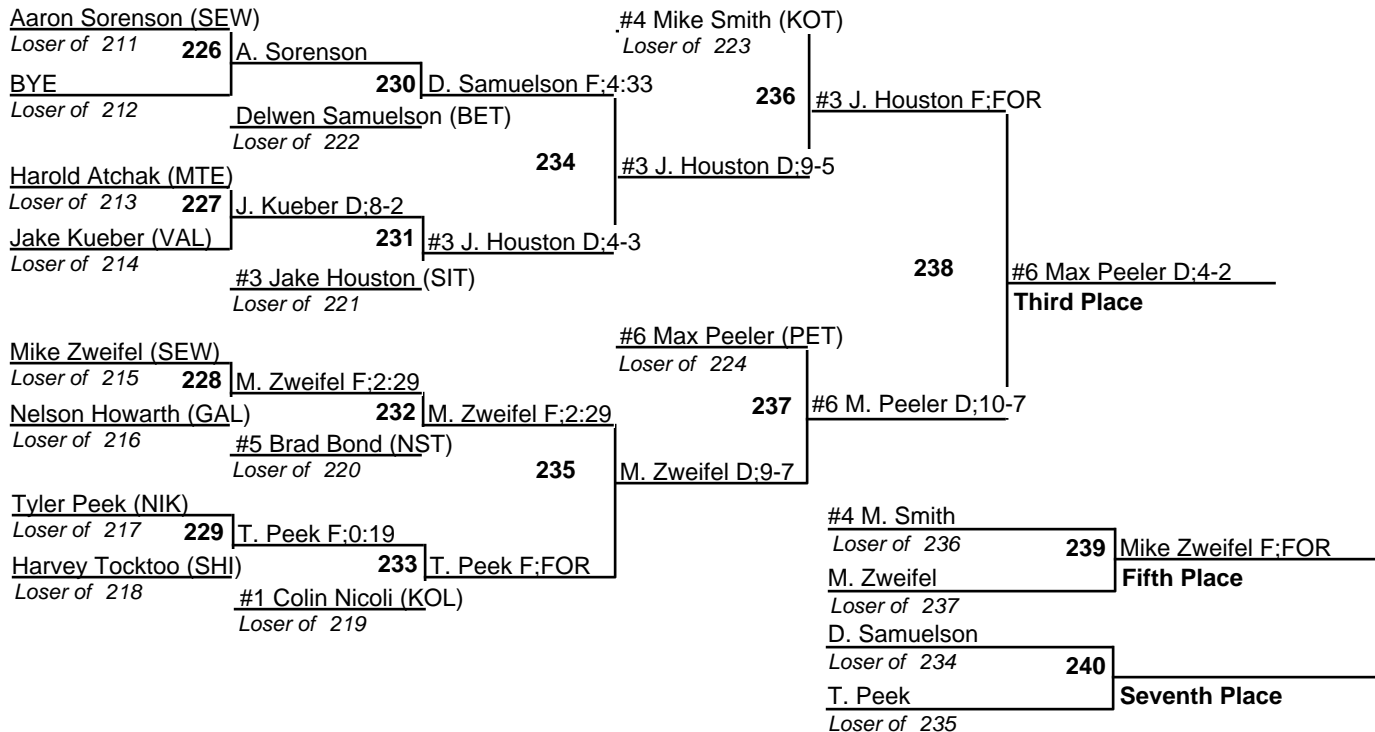 Aaron Sorenson (SEW)
Loser of 211
226
A. Sorenson
BYE
Loser of 212
230
D. Samuelson F;4:33
Delwen Samuelson (BET)
Loser of 222
234
#3 J. Houston D;9-5
Harold Atchak (MTE)
Loser of 213
227
J. Kueber D;8-2
Jake Kueber (VAL)
Loser of 214
231
#3 J. Houston D;4-3
#3 Jake Houston (SIT)
Loser of 221
#4 Mike Smith (KOT)
Loser of 223
236
#3 J. Houston F;FOR
238
#6 Max Peeler D;4-2
Third Place
Mike Zweifel (SEW)
Loser of 215
228
M. Zweifel F;2:29
Nelson Howarth (GAL)
Loser of 216
232
M. Zweifel F;2:29
#5 Brad Bond (NST)
Loser of 220
235
M. Zweifel D;9-7
Tyler Peek (NIK)
Loser of 217
229
T. Peek F;0:19
Harvey Tocktoo (SHI)
Loser of 218
233
T. Peek F;FOR
#1 Colin Nicoli (KOL)
Loser of 219
#6 Max Peeler (PET)
Loser of 224
237
#6 M. Peeler D;10-7
#4 M. Smith
Loser of 236
239
Mike Zweifel F;FOR
Fifth Place
M. Zweifel
Loser of 237
D. Samuelson
Loser of 234
240
Seventh Place
T. Peek
Loser of 235